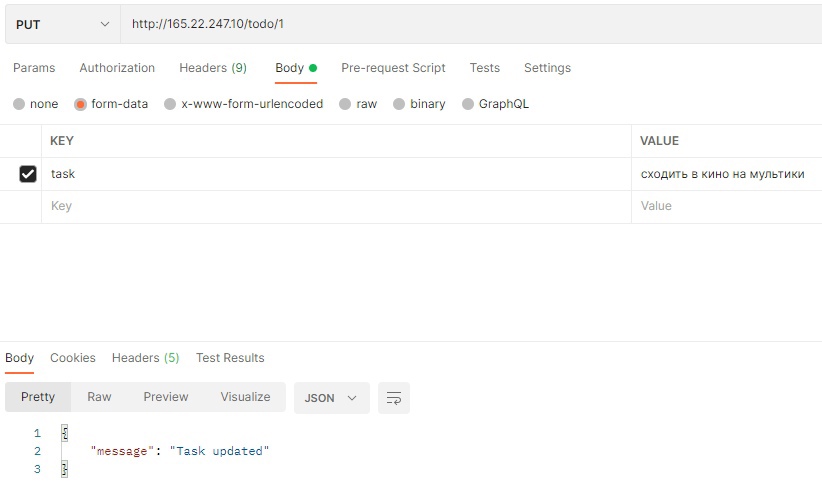 PUT http://165.22.247.10/todo/1
Params Authorization Headers (9) Body Pre-request Script Tests Settings
none form-data x-www-form-urlencoded raw binary GraphQL
KEY VALUE
task сходить в кино на мультики
Key Value
Body Cookies Headers (5) Test Results
Pretty Raw Preview Visualize JSON
1 {
2 "message": "Task updated"
3 }